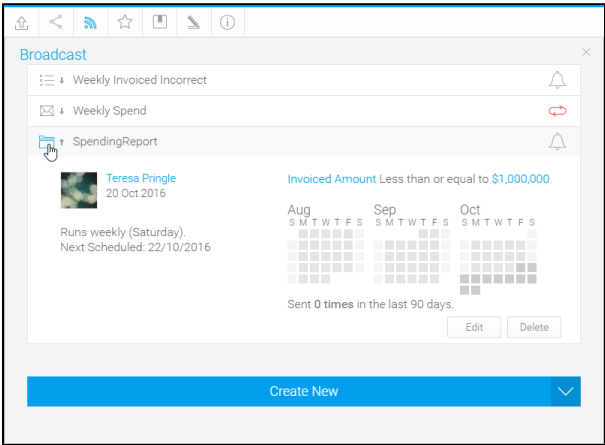 Broadcast
Weekly Invoiced Incorrect
Weekly Spend
SpendingReport
Teresa Pringle
20 Oct 2016
Runs weekly (Saturday).
Next Scheduled: 22/10/2016
Invoiced Amount Less than or equal to $1,000,000
Aug Sep Oct
S M T W T F S S M T W T F S S M T W T F S
Sent 0 times in the last 90 days.
Edit Delete
Create New